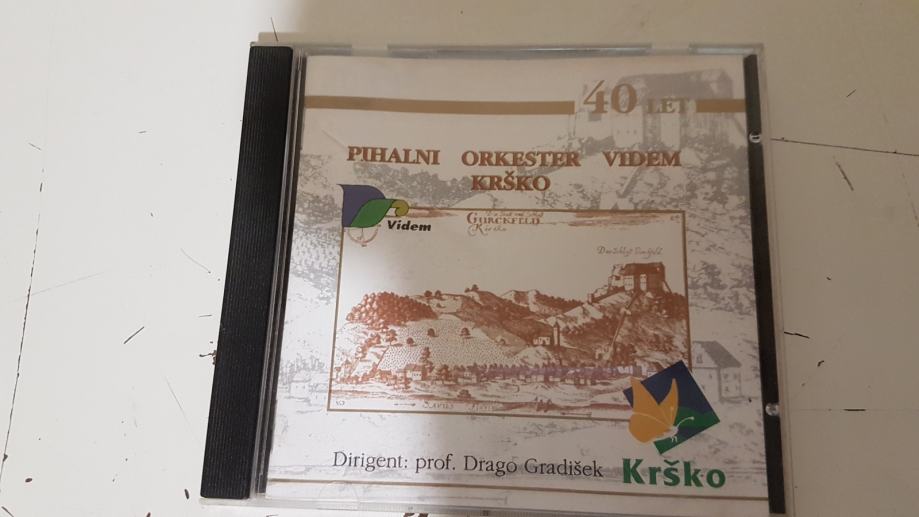 40 LET
PIHALNI ORKESTER VIDEM
KRŠKO
Videm
GURCKFELD
Dirigent: prof. Drago Gradišek
Krško